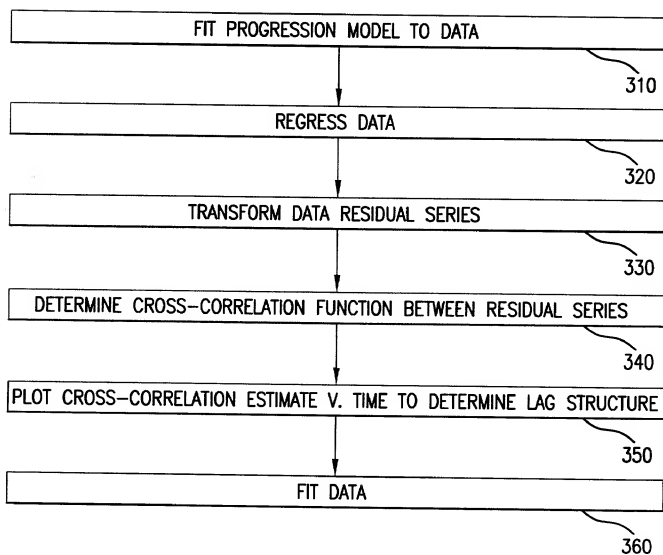 FIT PROGRESSION MODEL TO DATA
310
REGRESS DATA
320
TRANSFORM DATA RESIDUAL SERIES
330
DETERMINE CROSS-CORRELATION FUNCTION BETWEEN RESIDUAL SERIES
340
PLOT CROSS-CORRELATION ESTIMATE V. TIME TO DETERMINE LAG STRUCTURE
350
FIT DATA
360